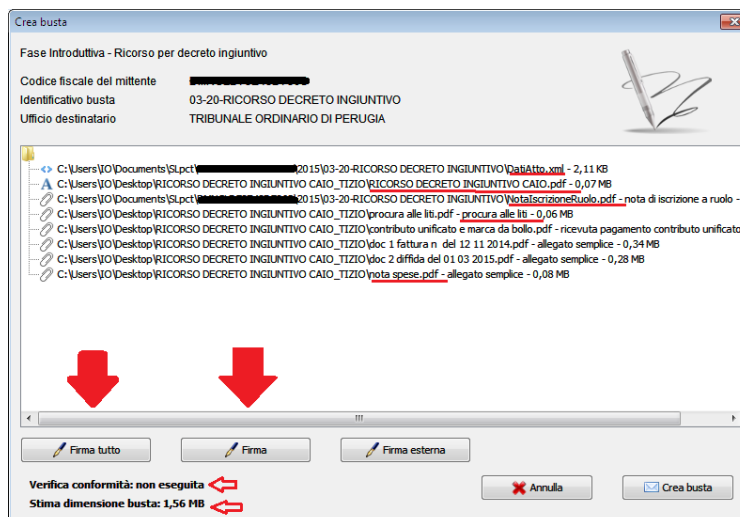 Crea busta
Fase Introduttiva - Ricorso per decreto ingiuntivo
Codice fiscale del mittente
Identificativo busta 03-20-RICORSO DECRETO INGIUNTIVO
Ufficio destinatario TRIBUNALE ORDINARIO DI PERUGIA
C:\Users\IO\Documents\SLpct\ 2015\03-20-RICORSO DECRETO INGIUNTIVO\DatiAtto.xml - 2,11 KB
C:\Users\IO\Desktop\RICORSO DECRETO INGIUNTIVO CAIO_TIZIO\RICORSO DECRETO INGIUNTIVO CAIO.pdf - 0,07 MB
C:\Users\IO\Documents\SLpct\ 2015\03-20-RICORSO DECRETO INGIUNTIVO\NotaIscrizioneRuolo.pdf - nota di iscrizione a ruolo -
C:\Users\IO\Desktop\RICORSO DECRETO INGIUNTIVO CAIO_TIZIO\procura alle liti.pdf - procura alle liti - 0,06 MB
C:\Users\IO\Desktop\RICORSO DECRETO INGIUNTIVO CAIO_TIZIO\contributo unificato e marca da bollo.pdf - ricevuta pagamento contributo unificato
C:\Users\IO\Desktop\RICORSO DECRETO INGIUNTIVO CAIO_TIZIO\doc 1 fattura n del 12 11 2014.pdf - allegato semplice - 0,34 MB
C:\Users\IO\Desktop\RICORSO DECRETO INGIUNTIVO CAIO_TIZIO\doc 2 diffida del 01 03 2015.pdf - allegato semplice - 0,28 MB
C:\Users\IO\Desktop\RICORSO DECRETO INGIUNTIVO CAIO_TIZIO\nota spese.pdf - allegato semplice - 0,08 MB
Firma tutto Firma Firma esterna
Verifica conformità: non eseguita
Annulla Crea busta
Stima dimensione busta: 1,56 MB